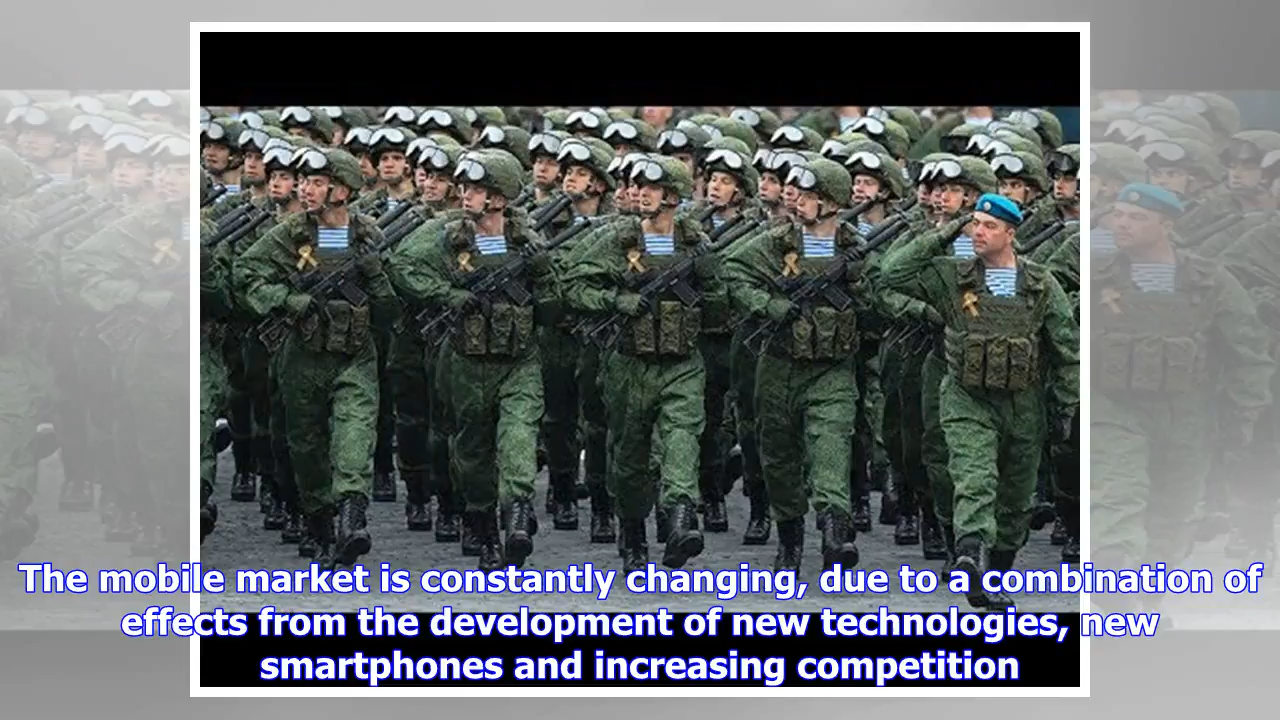 The mobile market is constantly changing, due to a combination of
effects from the development of new technologies, new
smartphones and increasing competition